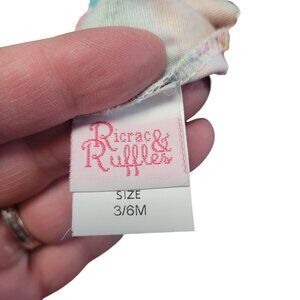 Ricrac &
Ruffles
SIZE
3/6M